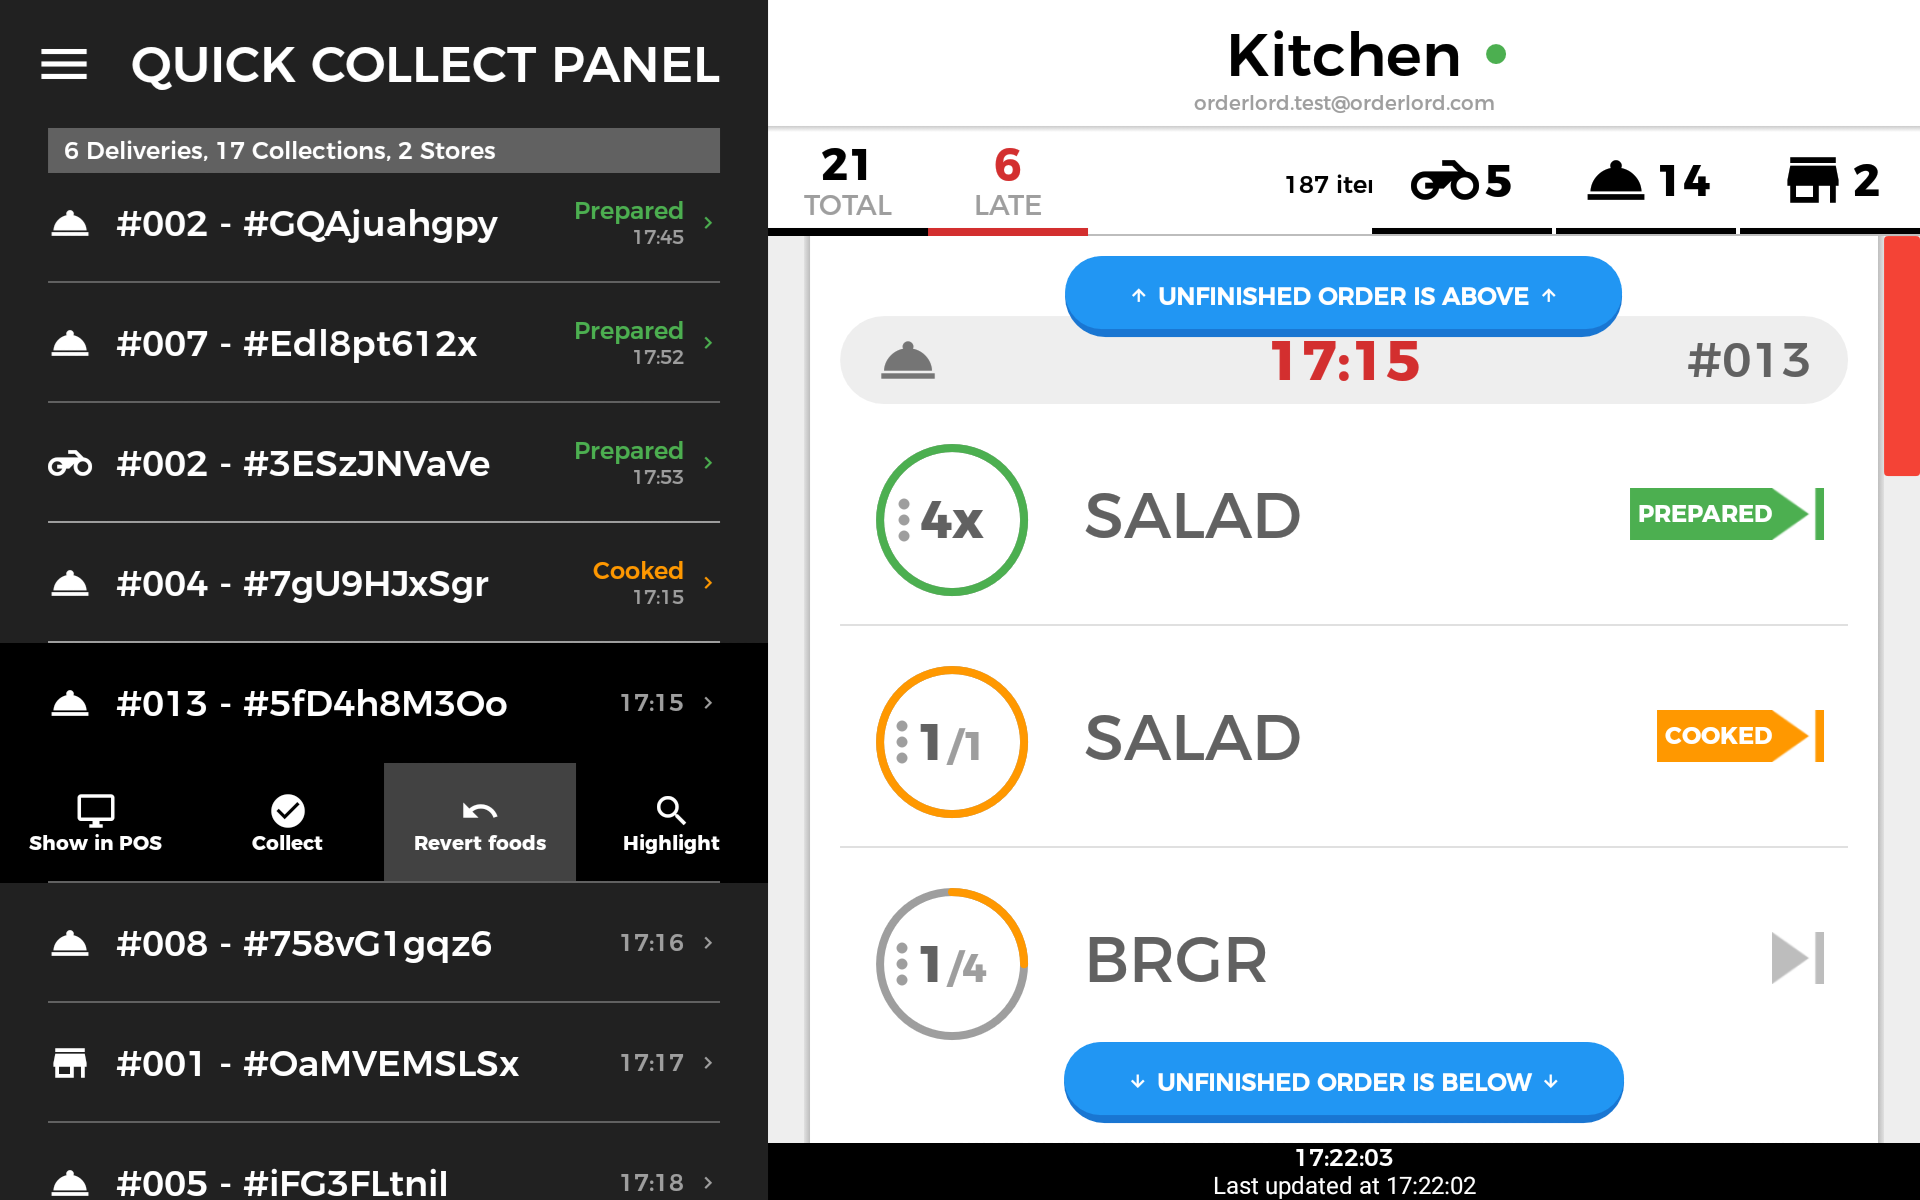 QUICK COLLECT PANEL
6 Deliveries, 17 Collections, 2 Stores
#002 - #GQAjuahgpy
Prepared
17:45
#007 - #Edl8pt612x
Prepared
17:52
#002 - #3ESzJNVaVe
Prepared
17:53
#004 - #7gU9HJxSgr
Cooked
17:15
#013 - #5fD4h8M3Oo
17:15
Show in POS
Collect
Revert foods
Highlight
#008 - #758vG1gqz6
17:16
#001 - #OaMVEMSLSx
17:17
#005 - #iFG3FLtnil
17:18
Kitchen
orderlord.test@orderlord.com
21
TOTAL
6
LATE
187 iter
5
14
2
↑ UNFINISHED ORDER IS ABOVE ↑
17:15
#013
4x
SALAD
PREPARED
1/1
SALAD
COOKED
1/4
BRGR
↓ UNFINISHED ORDER IS BELOW ↓
17:22:03
Last updated at 17:22:02